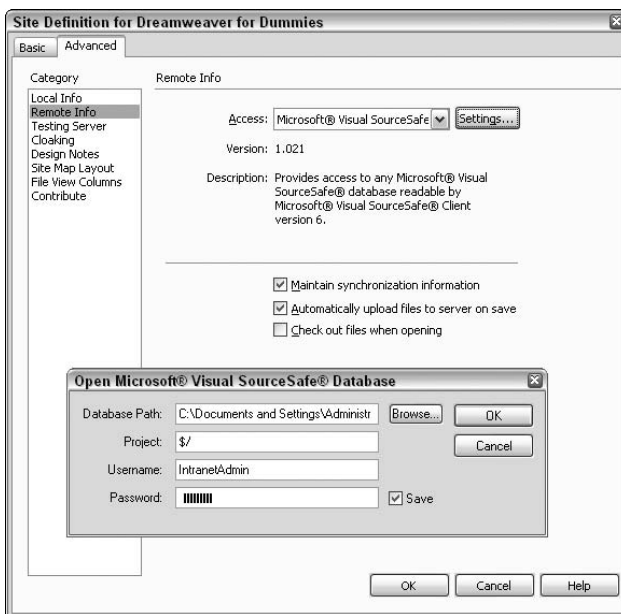 Site Definition for Dreamweaver for Dummies
Basic Advanced
Category
Local Info
Remote Info
Testing Server
Cloaking
Design Notes
Site Map Layout
File View Columns
Contribute
Remote Info
Access: Microsoft® Visual SourceSafe Settings...
Version: 1.021
Description: Provides access to any Microsoft® Visual
SourceSafe® database readable by
Microsoft® Visual SourceSafe® Client
version 6.
Maintain synchronization information
Automatically upload files to server on save
Check out files when opening
Open Microsoft® Visual SourceSafe® Database
Database Path: C:\Documents and Settings\Administr Browse... OK
Project: $/ Cancel
Username: IntranetAdmin
Password: Save
OK Cancel Help